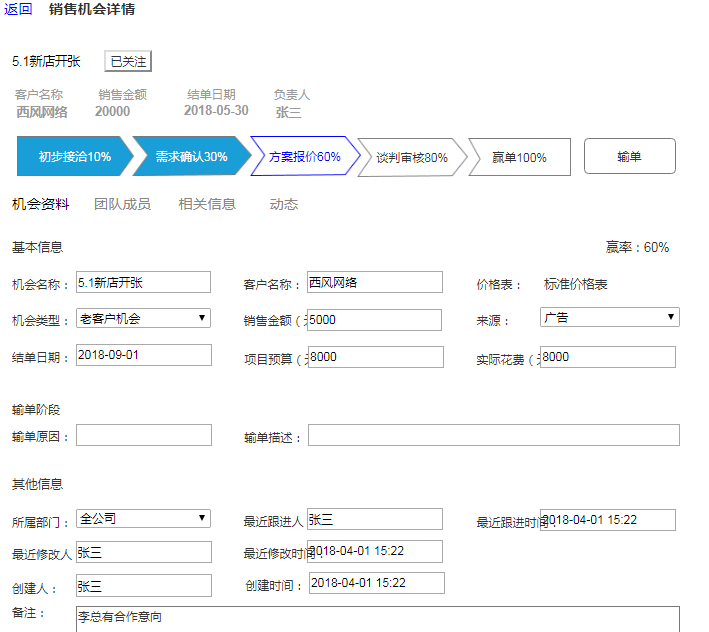 返回 销售机会详情
5.1新店开张 已关注
客户名称 销售金额 结单日期 负责人
西风网络 20000 2018-05-30 张三
初步接洽10% 需求确认30% 方案报价60% 谈判审核80% 赢单100% 输单
机会资料 团队成员 相关信息 动态
基本信息 赢率：60%
机会名称： 5.1新店开张 客户名称： 西风网络 价格表： 标准价格表
机会类型： 老客户机会 销售金额（ 5000 来源： 广告
结单日期： 2018-09-01 项目预算（ 8000 实际花费（ 8000
输单阶段
输单原因： 输单描述：
其他信息
所属部门： 全公司 最近跟进人 张三 最近跟进时间： 2018-04-01 15:22
最近修改人 张三 最近修改时间： 2018-04-01 15:22
创建人： 张三 创建时间： 2018-04-01 15:22
备注： 李总有合作意向